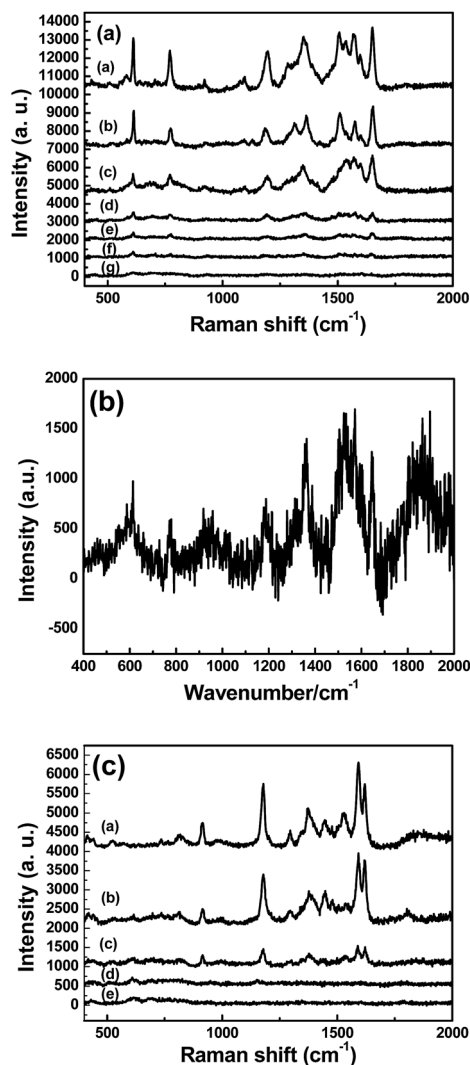 (a)
14000
13000
12000
11000
10000
9000
8000
7000
6000
5000
4000
3000
2000
1000
0
Intensity (a. u.)
(a)
(b)
(c)
(d)
(e)
(f)
(g)
500 1000 1500 2000
Raman shift (cm-1)
(b)
2000
1500
1000
500
0
-500
Intensity (a.u.)
400 600 800 1000 1200 1400 1600 1800 2000
Wavenumber/cm-1
(c)
6500
6000
5500
5000
4500
4000
3500
3000
2500
2000
1500
1000
500
0
Intensity (a. u.)
(a)
(b)
(c)
(d)
(e)
500 1000 1500 2000
Raman shift (cm-1)